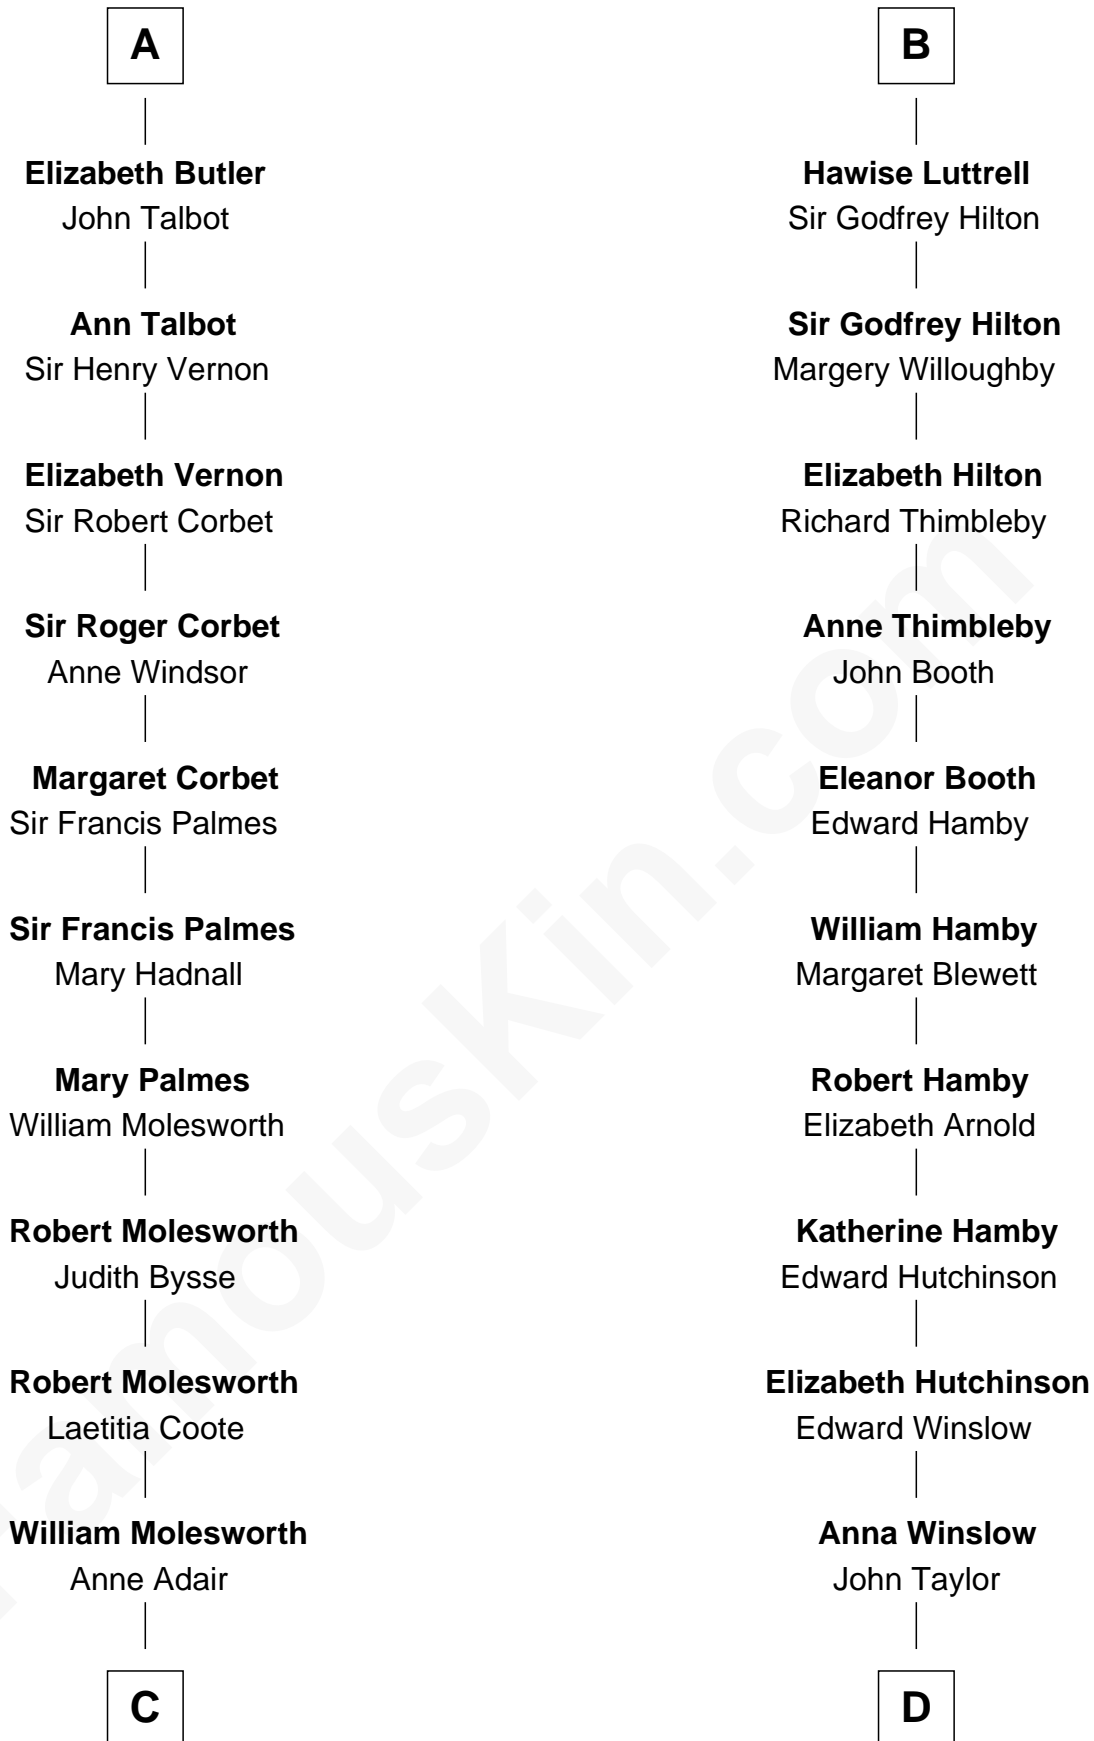 A
Elizabeth Butler
John Talbot
Ann Talbot
Sir Henry Vernon
Elizabeth Vernon
Sir Robert Corbet
Sir Roger Corbet
Anne Windsor
Margaret Corbet
Sir Francis Palmes
Sir Francis Palmes
Mary Hadnall
Mary Palmes
William Molesworth
Robert Molesworth
Judith Bysse
Robert Molesworth
Laetitia Coote
William Molesworth
Anne Adair
C
B
Hawise Luttrell
Sir Godfrey Hilton
Sir Godfrey Hilton
Margery Willoughby
Elizabeth Hilton
Richard Thimbleby
Anne Thimbleby
John Booth
Eleanor Booth
Edward Hamby
William Hamby
Margaret Blewett
Robert Hamby
Elizabeth Arnold
Katherine Hamby
Edward Hutchinson
Elizabeth Hutchinson
Edward Winslow
Anna Winslow
John Taylor
D
FamousKin.com